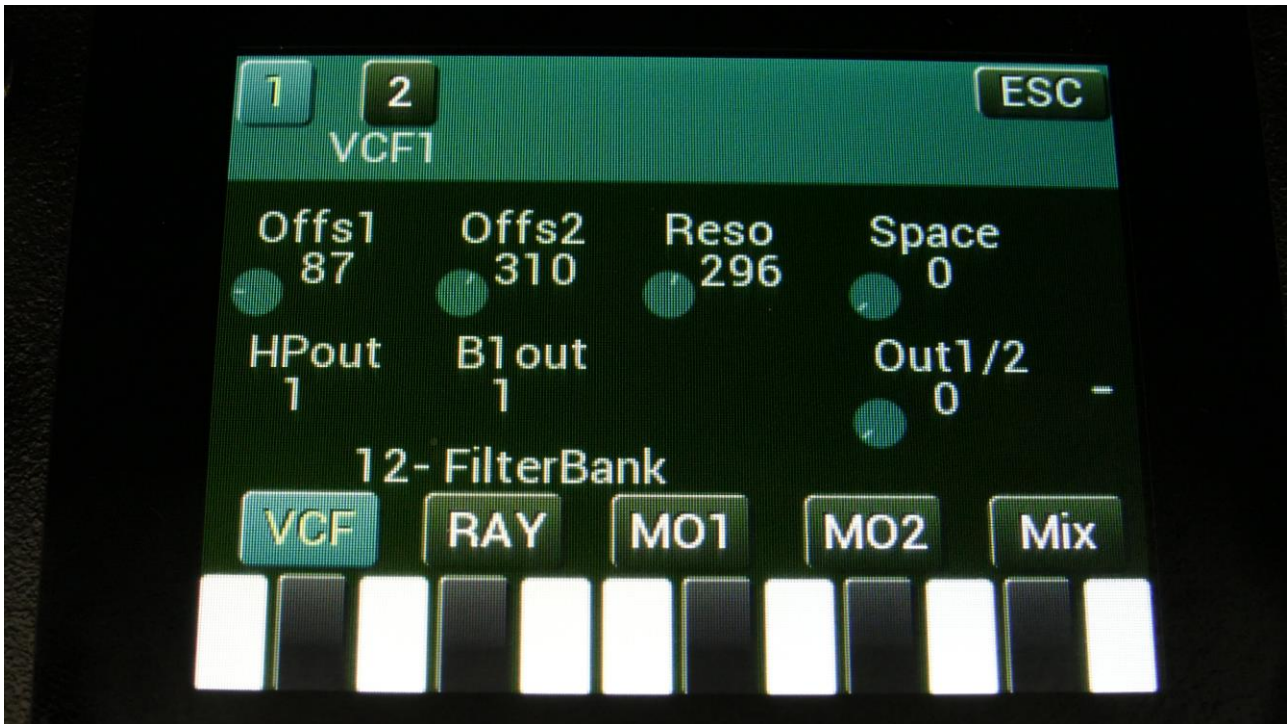 1 2 ESC
VCF1
Offs1 Offs2 Reso Space
87 310 296 0
HPout B1out Out1/2
1 1 0 -
12- FilterBank
VCF RAY MO1 MO2 Mix